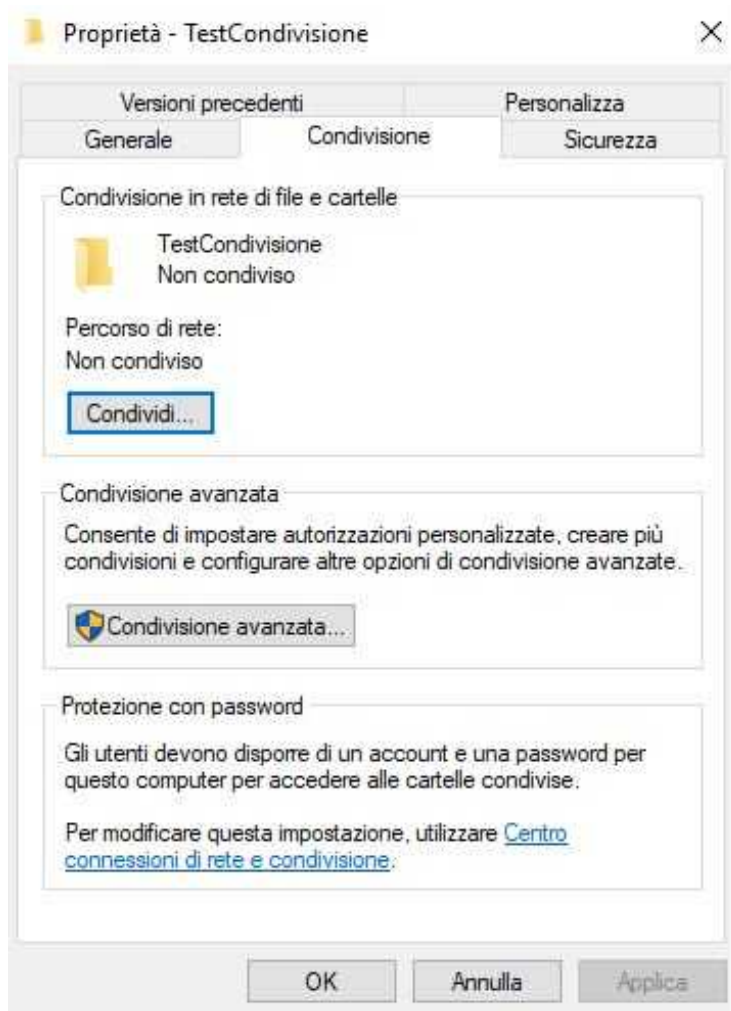 Proprietà - TestCondivisione
Versioni precedenti
Personalizza
Generale
Condivisione
Sicurezza
Condivisione in rete di file e cartelle
TestCondivisione
Non condiviso
Percorso di rete:
Non condiviso
Condividi...
Condivisione avanzata
Consente di impostare autorizzazioni personalizzate, creare più
condivisioni e configurare altre opzioni di condivisione avanzate.
Condivisione avanzata...
Protezione con password
Gli utenti devono disporre di un account e una password per
questo computer per accedere alle cartelle condivise.
Per modificare questa impostazione, utilizzare Centro
connessioni di rete e condivisione.
OK
Annulla
Applica